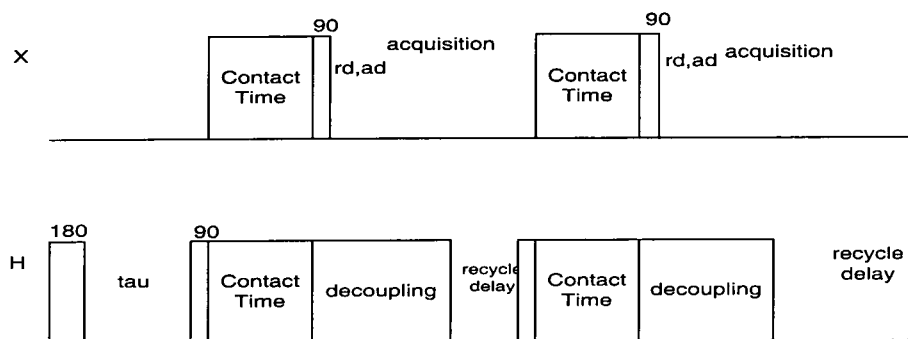 90
90
X
acquisition
acquisition
rd,ad
rd,ad
Contact
Time
Contact
Time
180
90
H
tau
Contact
Time
decoupling
recycle
delay
Contact
Time
decoupling
recycle
delay